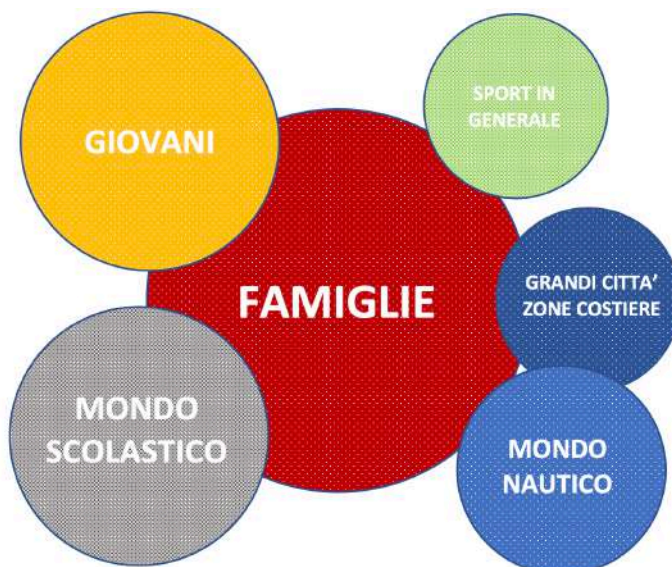 GIOVANI
SPORT IN
GENERALE
FAMIGLIE
GRANDI CITTA'
ZONE COSTIERE
MONDO
SCOLASTICO
MONDO
NAUTICO